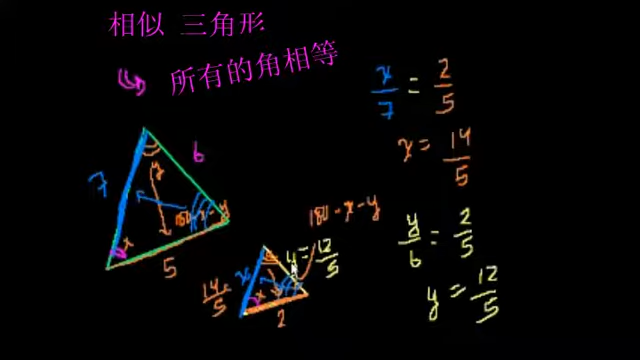 相似 三角形
所有的角相等
x/7 = 2/5
x = 14/5
7
6
y
180 - x - y
x
5
180 - x - y
y/6 = 2/5
y = 12/5
y = 12/5
14/5 =
x
x
2